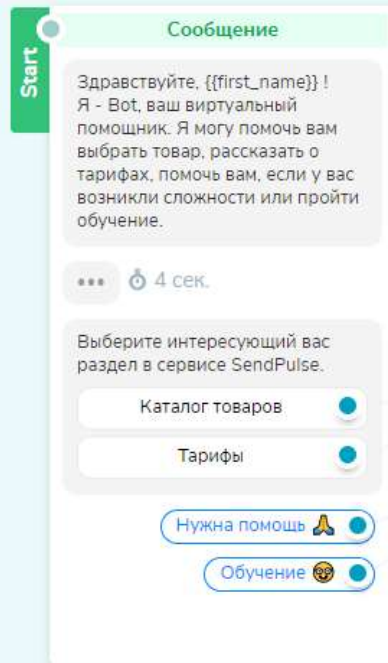 Start
Сообщение
Здравствуйте, {{first_name}} !
Я - Bot, ваш виртуальный
помощник. Я могу помочь вам
выбрать товар, рассказать о
тарифах, помочь вам, если у вас
возникли сложности или пройти
обучение.
4 сек.
Выберите интересующий вас
раздел в сервисе SendPulse.
Каталог товаров
Тарифы
Нужна помощь 🙏
Обучение 🤓